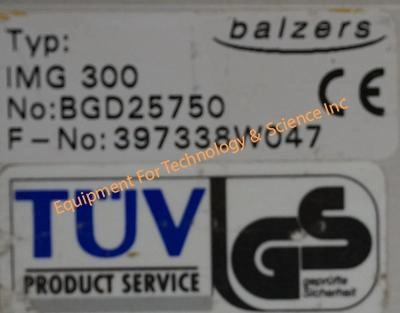 Typ:
balzers
IMG 300
No:BGD25750
CE
F-No:397338W047
Equipment For Technology & Science Inc
TÜV
PRODUCT SERVICE
GS
geprüfte
Sicherheit